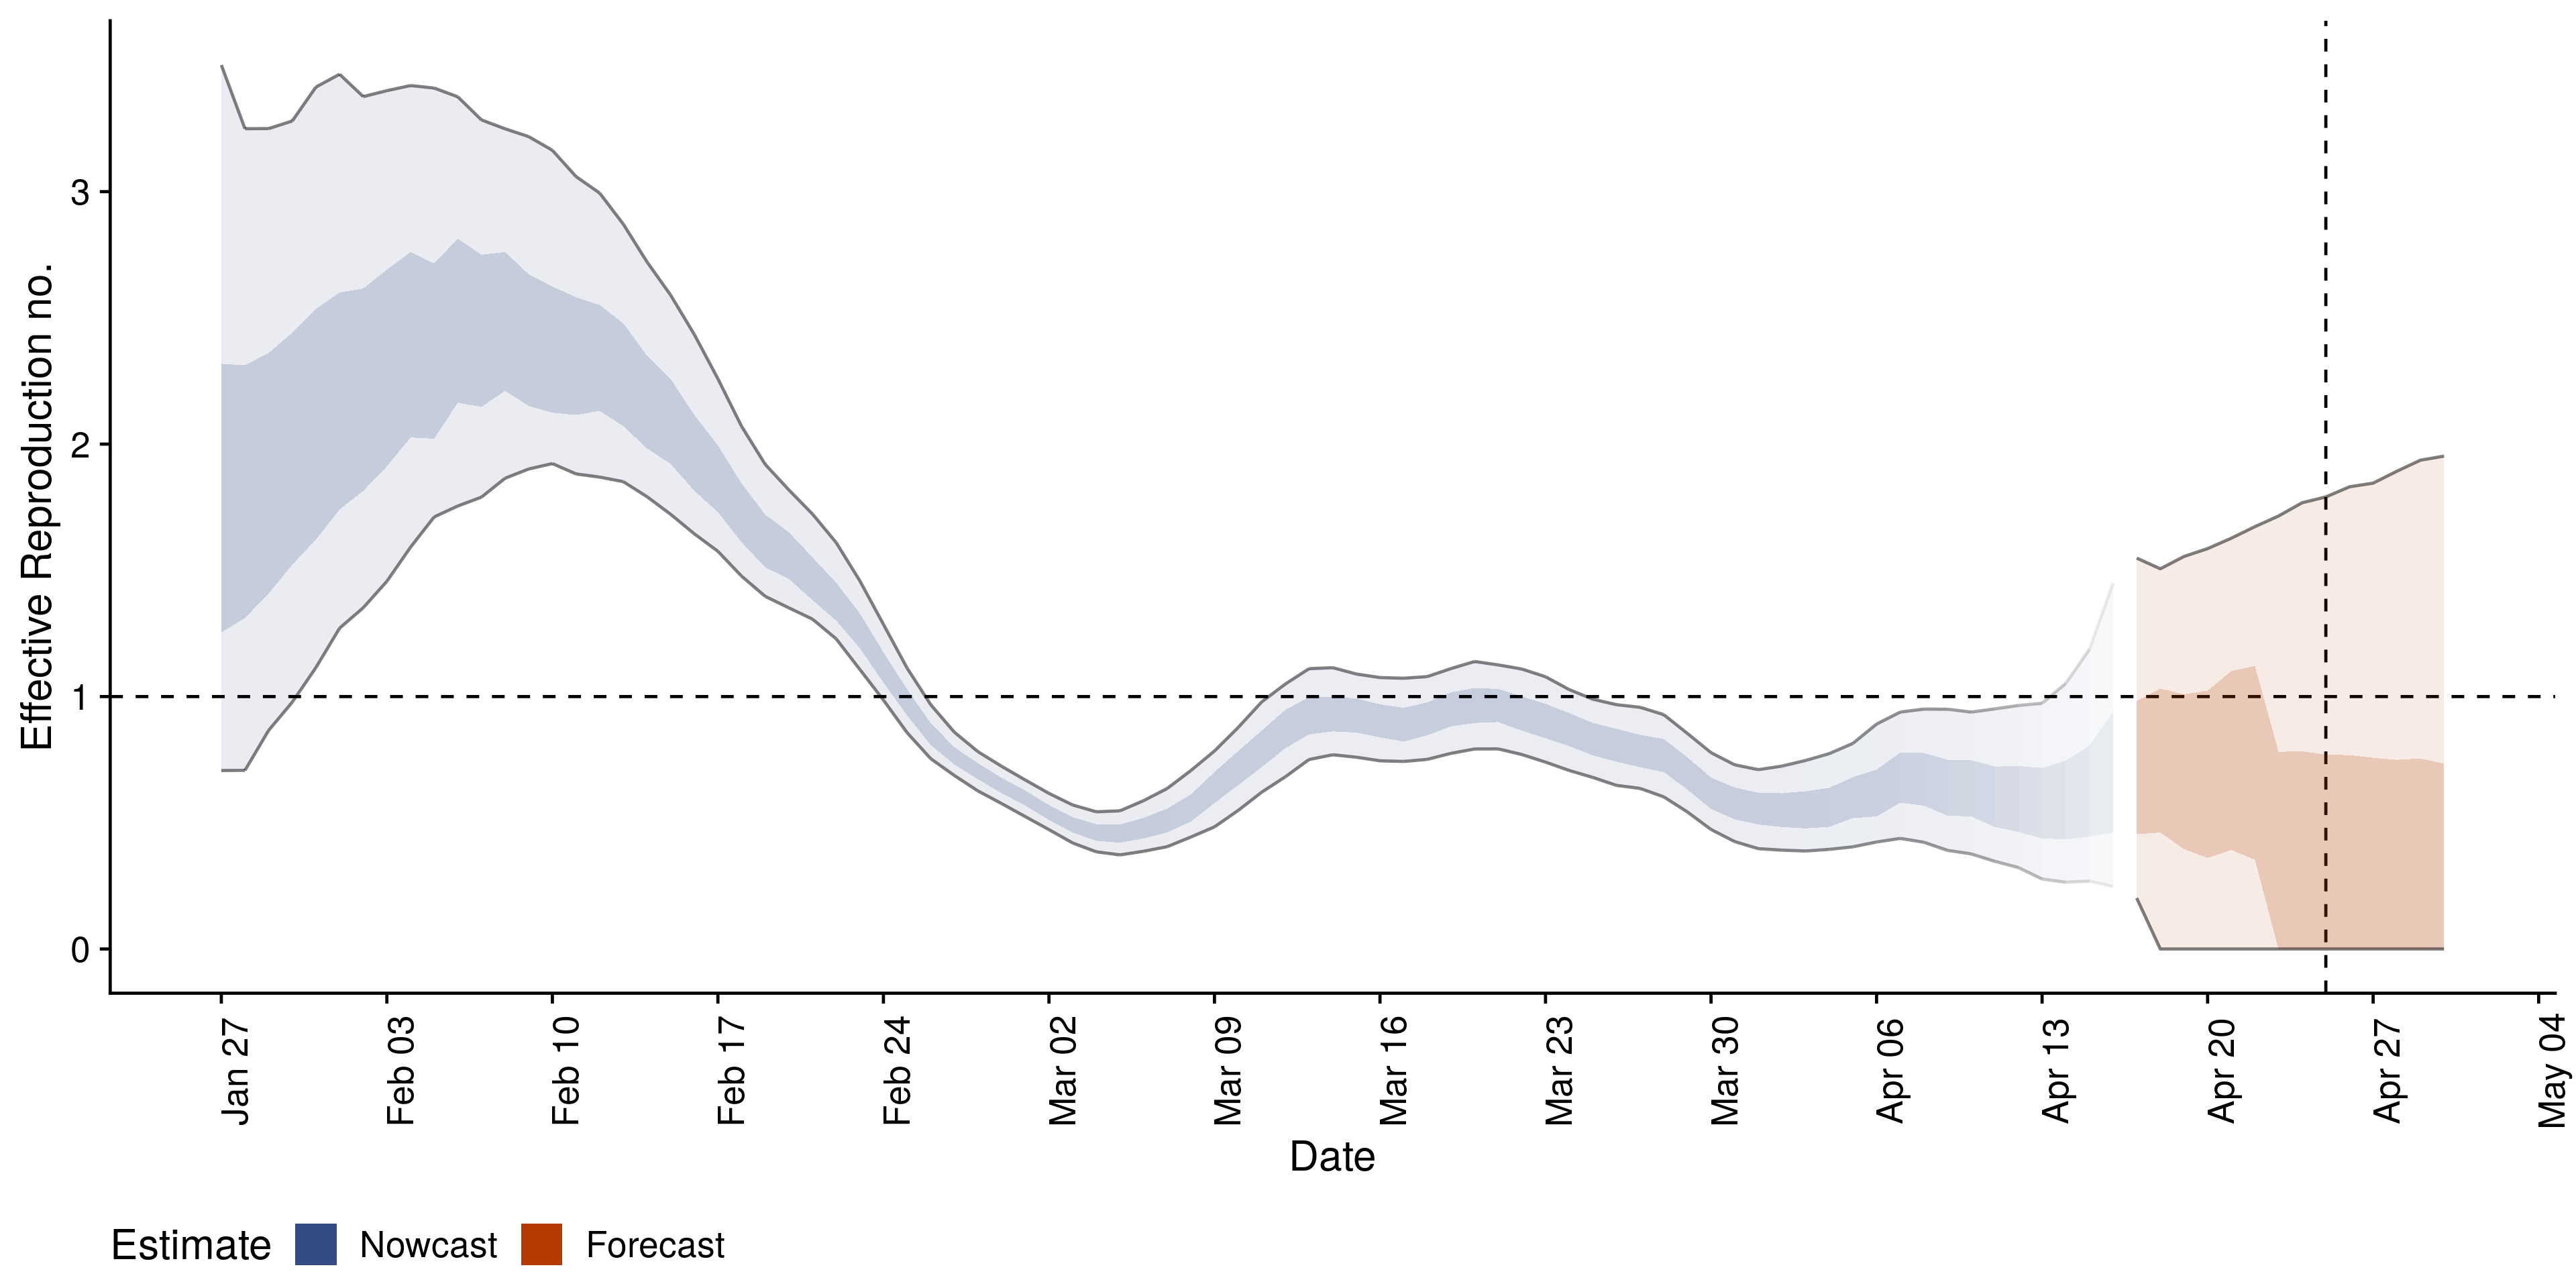 Effective Reproduction no.
3
2
1
0
Jan 27
Feb 03
Feb 10
Feb 17
Feb 24
Mar 02
Mar 09
Mar 16
Mar 23
Mar 30
Apr 06
Apr 13
Apr 20
Apr 27
May 04
Date
Estimate Nowcast Forecast